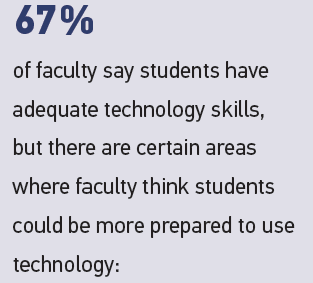 67%
of faculty say students have
adequate technology skills,
but there are certain areas
where faculty think students
could be more prepared to use
technology: